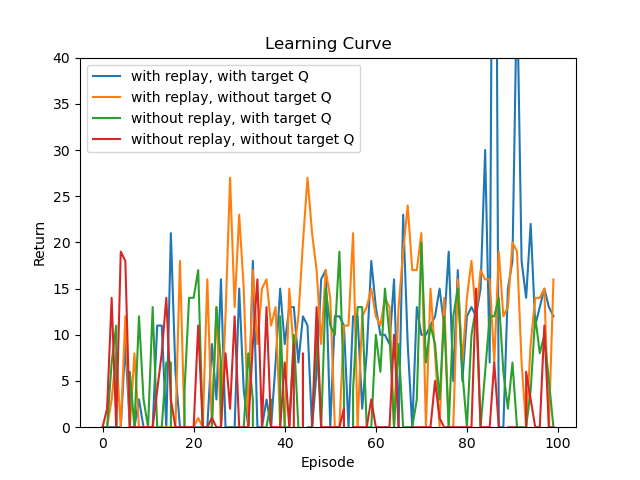 Learning Curve
40
35
30
25
20
15
10
5
0
Return
with replay, with target Q
with replay, without target Q
without replay, with target Q
without replay, without target Q
0 20 40 60 80 100
Episode